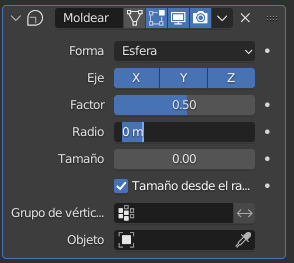 Moldear
Forma Esfera
Eje X Y Z
Factor 0.50
Radio 0 m
Tamaño 0.00
Tamaño desde el ra...
Grupo de vértic...
Objeto